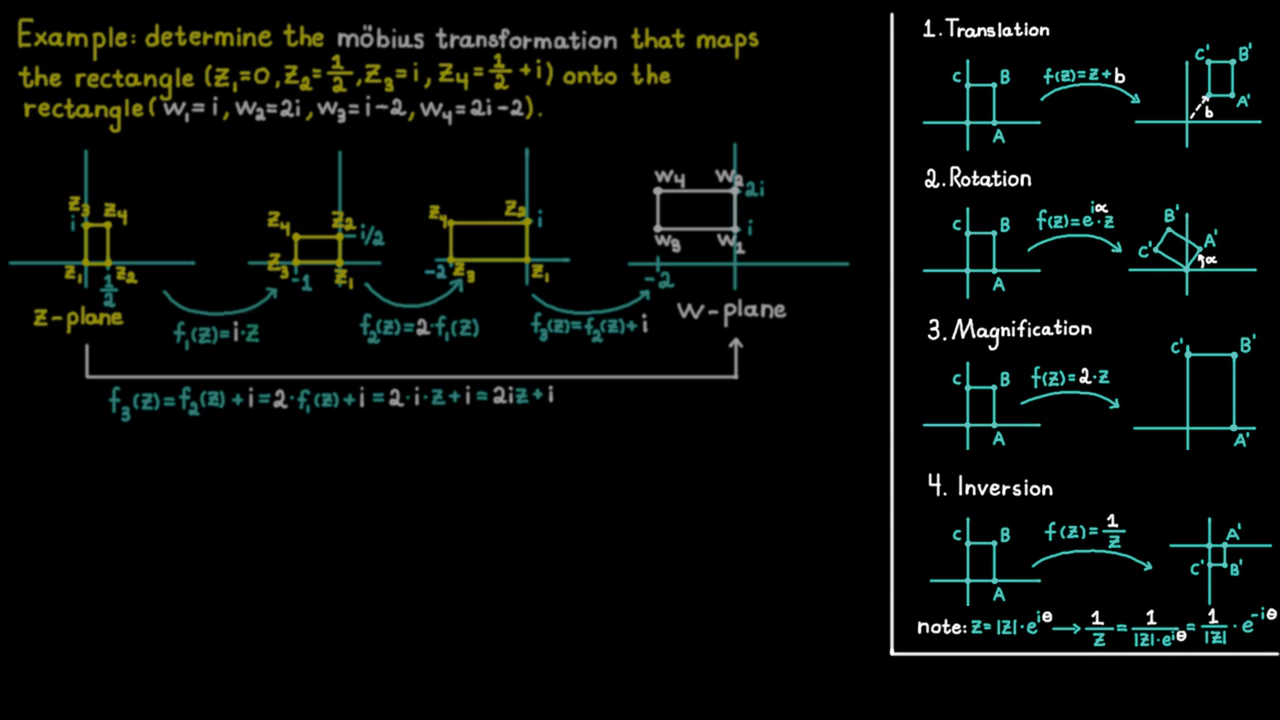 Example: determine the möbius transformation that maps
the rectangle (z₁=0, z₂=1/2, z₃=i, z₄=1/2+i) onto the
rectangle( w₁=i, w₂=2i, w₃=i-2, w₄=2i-2).
z₃ z₄
i
z₁ z₂
1/2
z-plane
z₄ z₂
i/2
z₃ z₁
-1
z₄ z₂
i
-2 z₃ z₁
w₄ w₂
2i
w₃ w₁ i
-2
w-plane
f₁(z)=i·z
f₂(z)=2·f₁(z)
f₃(z)=f₂(z)+i
f₃(z)=f₂(z)+i=2·f₁(z)+i=2·i·z+i=2iz+i
1. Translation
C B
A
f(z)=z+b
C' B'
A'
b
2. Rotation
C B
A
f(z)=e^{iα}·z
B'
C' A'
α
3. Magnification
C B
A
f(z)=2·z
C' B'
A'
4. Inversion
C B
A
f(z)=1/z
A'
C' B'
note: z=|z|·e^{iθ} → 1/z = 1/(|z|·e^{iθ}) = 1/|z| · e^{-iθ}